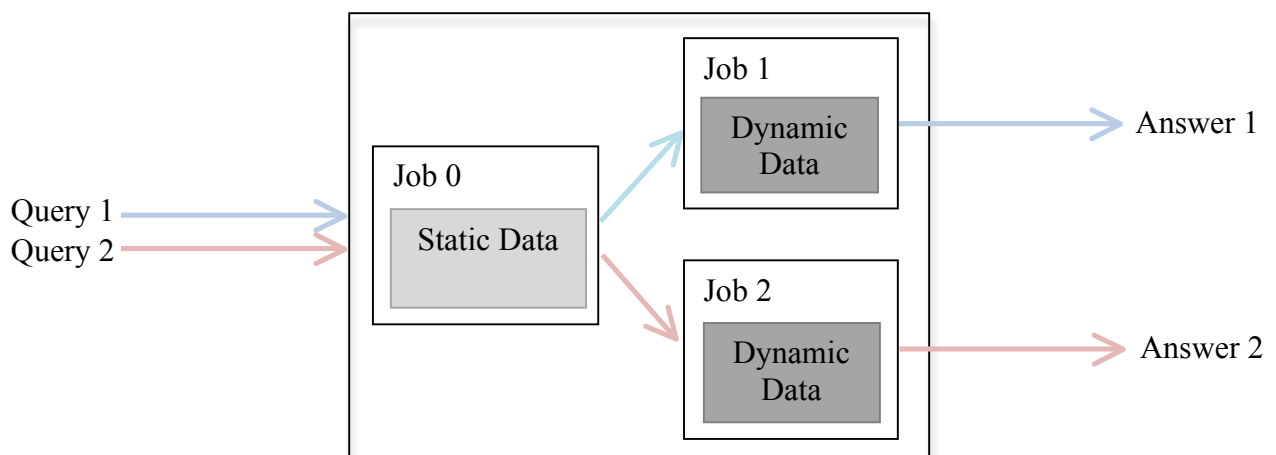 Query 1
Query 2
Job 0
Static Data
Job 1
Dynamic
Data
Job 2
Dynamic
Data
Answer 1
Answer 2